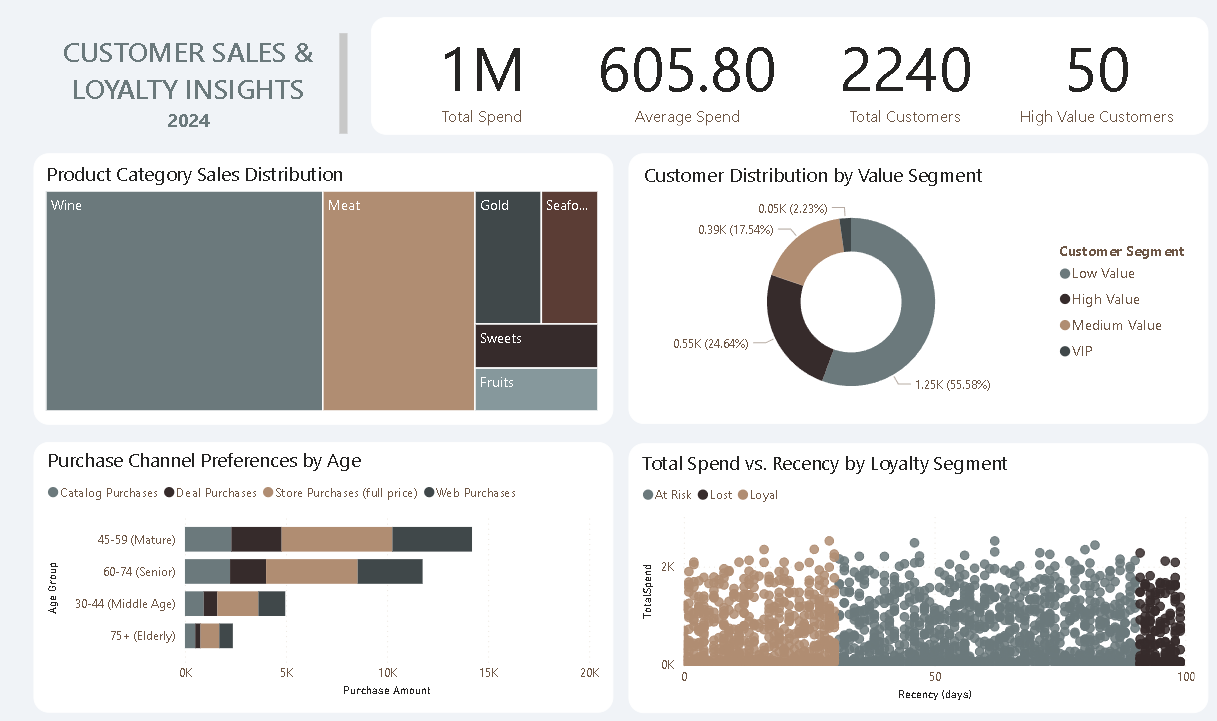 CUSTOMER SALES &
LOYALTY INSIGHTS
2024
1M
Total Spend
605.80
Average Spend
2240
Total Customers
50
High Value Customers
Product Category Sales Distribution
Wine
Meat
Gold
Seafo...
Sweets
Fruits
Customer Distribution by Value Segment
0.05K (2.23%)
0.39K (17.54%)
0.55K (24.64%)
1.25K (55.58%)
Customer Segment
Low Value
High Value
Medium Value
VIP
Purchase Channel Preferences by Age
Catalog Purchases Deal Purchases Store Purchases (full price) Web Purchases
Age Group
45-59 (Mature)
60-74 (Senior)
30-44 (Middle Age)
75+ (Elderly)
0K 5K 10K 15K 20K
Purchase Amount
Total Spend vs. Recency by Loyalty Segment
At Risk Lost Loyal
TotalSpend
2K
0K
0 50 100
Recency (days)